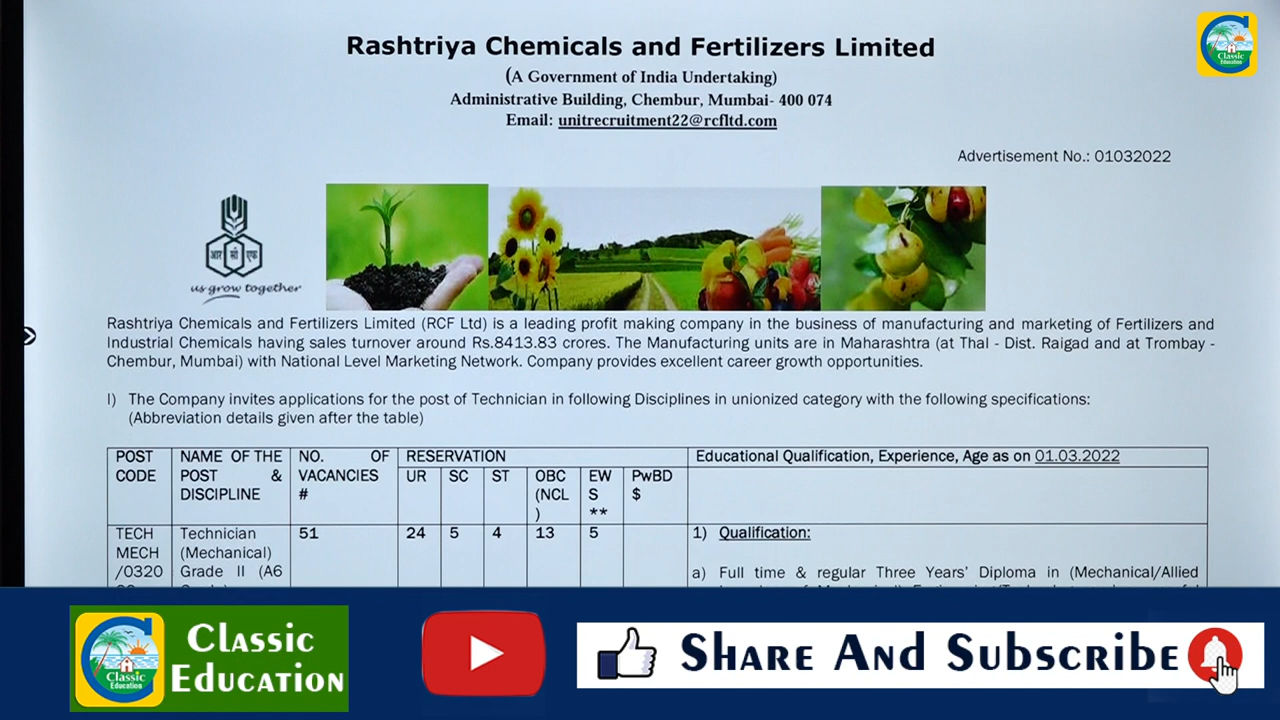 Rashtriya Chemicals and Fertilizers Limited
(A Government of India Undertaking)
Administrative Building, Chembur, Mumbai- 400 074
Email: unitrecruitment22@rcfltd.com
Classic
Education
Advertisement No.: 01032022
आर सी एफ
us grow together
Rashtriya Chemicals and Fertilizers Limited (RCF Ltd) is a leading profit making company in the business of manufacturing and marketing of Fertilizers and
Industrial Chemicals having sales turnover around Rs.8413.83 crores. The Manufacturing units are in Maharashtra (at Thal - Dist. Raigad and at Trombay -
Chembur, Mumbai) with National Level Marketing Network. Company provides excellent career growth opportunities.
I) The Company invites applications for the post of Technician in following Disciplines in unionized category with the following specifications:
(Abbreviation details given after the table)
POST CODE
NAME OF THE POST & DISCIPLINE
NO. OF VACANCIES #
RESERVATION
UR SC ST OBC (NCL) EWS ** PwBD $
Educational Qualification, Experience, Age as on 01.03.2022
TECH MECH /0320
Technician (Mechanical) Grade II (A6
51 24 5 4 13 5
1) Qualification:
a) Full time & regular Three Years' Diploma in (Mechanical/Allied
Classic
Education
Classic
Education
Share And Subscribe